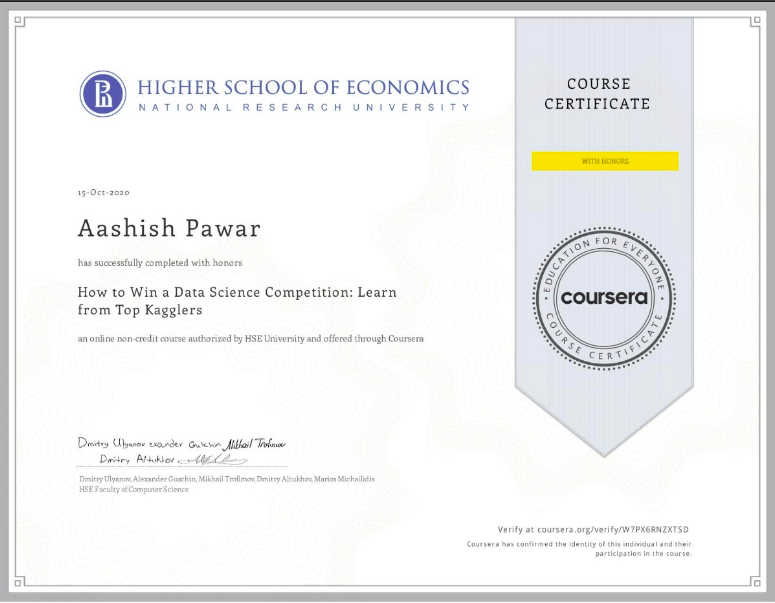 HIGHER SCHOOL OF ECONOMICS
NATIONAL RESEARCH UNIVERSITY
COURSE
CERTIFICATE
WITH HONORS
15-Oct-2020
Aashish Pawar
has successfully completed with honors
How to Win a Data Science Competition: Learn
from Top Kagglers
an online non-credit course authorized by HSE University and offered through Coursera
EDUCATION FOR EVERYONE
coursera
COURSE CERTIFICATE
Dmitry Ulyanov exander Guschin Mikhail Trofimov
Dmitry Altukhov
Dmitry Ulyanov, Alexander Guschin, Mikhail Trofimov, Dmitry Altukhov, Marios Michailidis
HSE Faculty of Computer Science
Verify at coursera.org/verify/W7PX6RNZXTSD
Coursera has confirmed the identity of this individual and their
participation in the course.